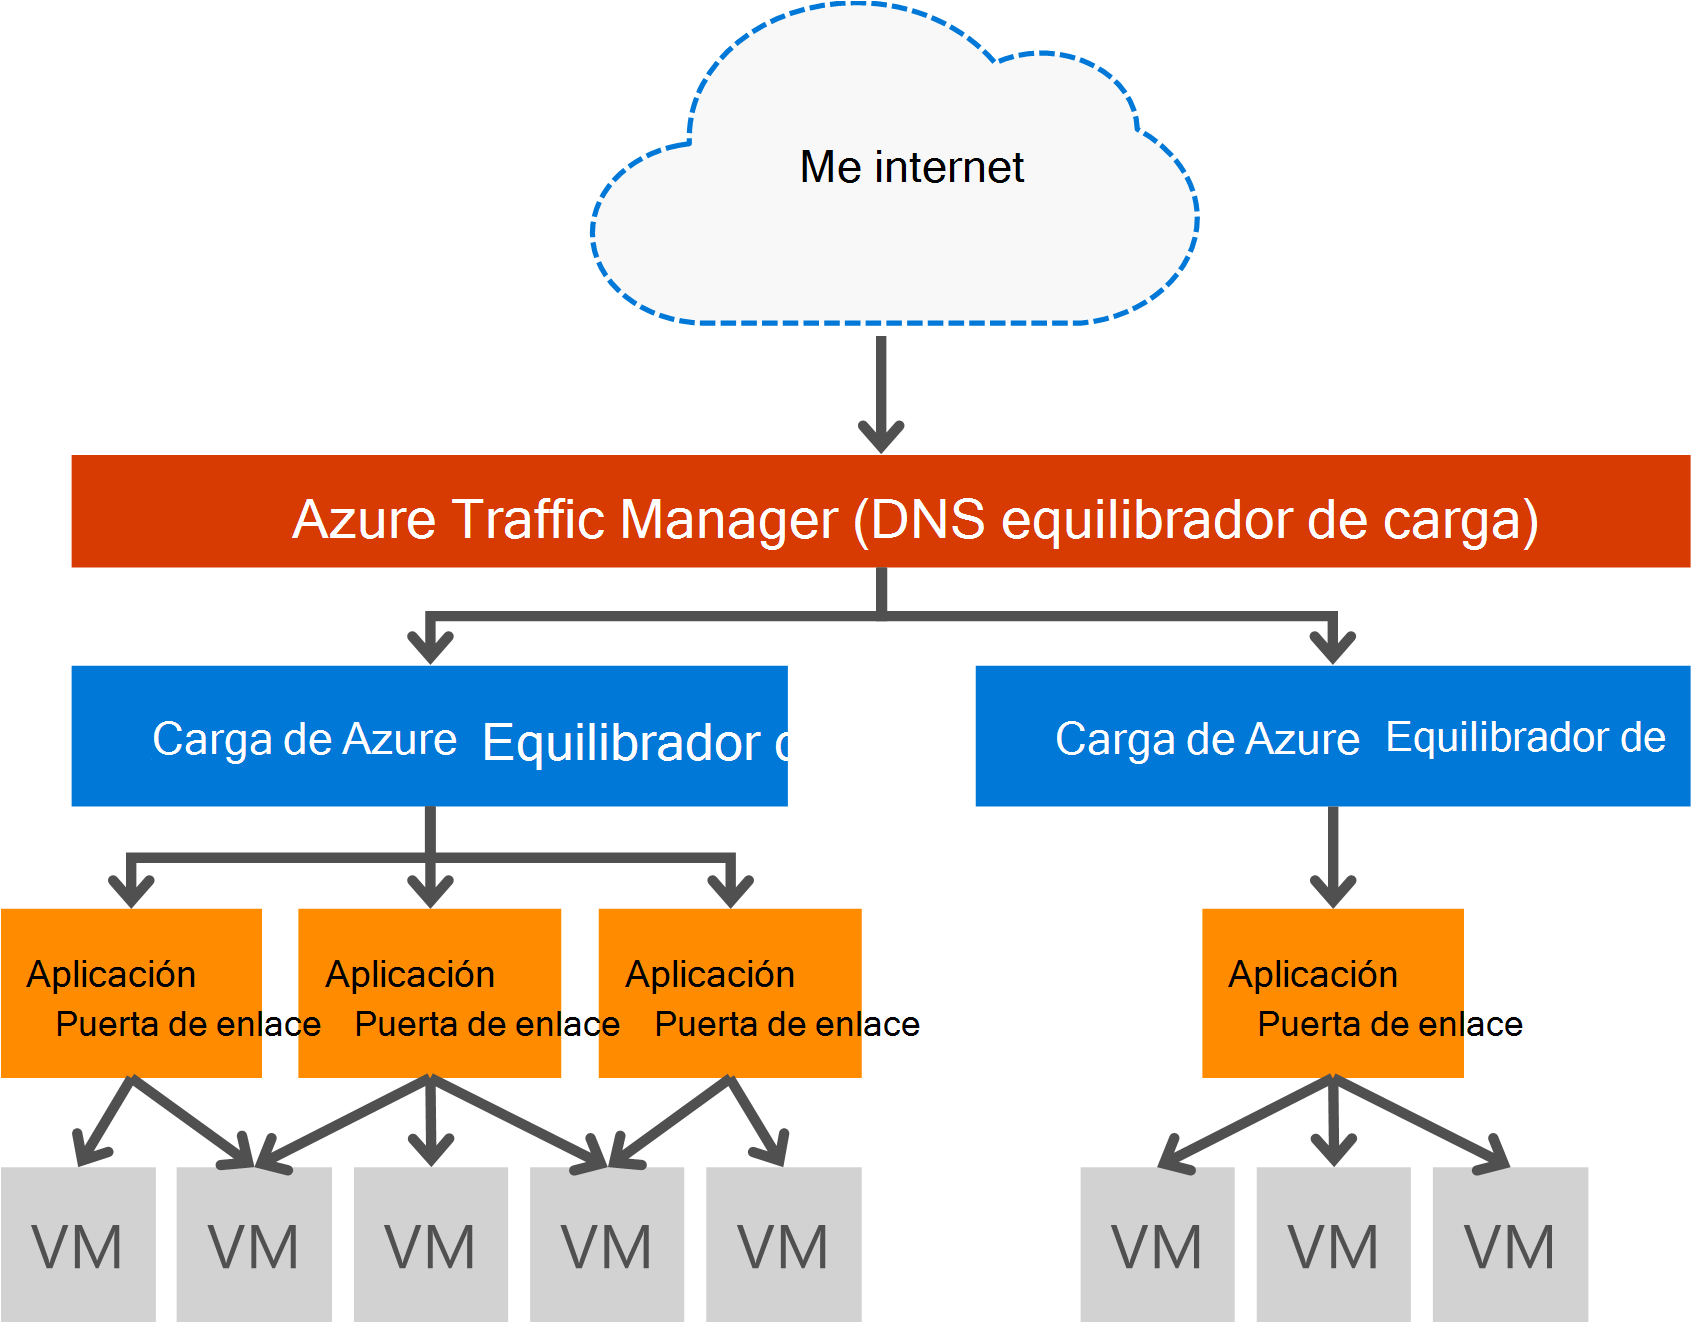 Me internet
Azure Traffic Manager (DNS equilibrador de carga)
Carga de Azure Equilibrador d
Carga de Azure Equilibrador de
Aplicación
Puerta de enlace
Aplicación
Puerta de enlace
Aplicación
Puerta de enlace
Aplicación
Puerta de enlace
VM
VM
VM
VM
VM
VM
VM
VM